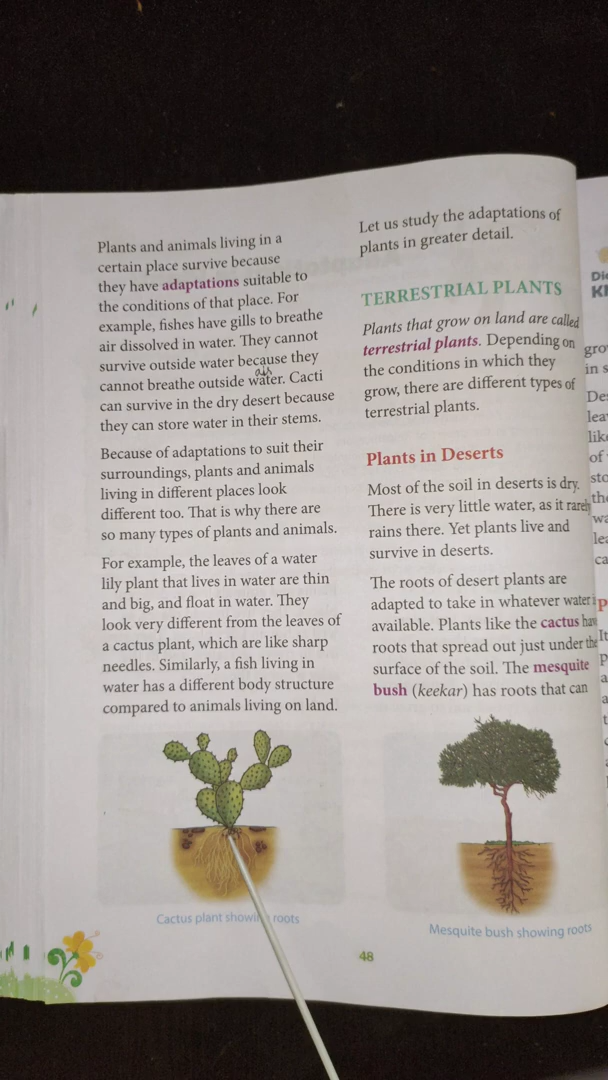 Plants and animals living in a
certain place survive because
they have adaptations suitable to
the conditions of that place. For
example, fishes have gills to breathe
air dissolved in water. They cannot
survive outside water because they
cannot breathe outside water. Cacti
can survive in the dry desert because
they can store water in their stems.
Because of adaptations to suit their
surroundings, plants and animals
living in different places look
different too. That is why there are
so many types of plants and animals.
For example, the leaves of a water
lily plant that lives in water are thin
and big, and float in water. They
look very different from the leaves of
a cactus plant, which are like sharp
needles. Similarly, a fish living in
water has a different body structure
compared to animals living on land.
Cactus plant showing roots
Let us study the adaptations of
plants in greater detail.
TERRESTRIAL PLANTS
Plants that grow on land are called
terrestrial plants. Depending on
the conditions in which they
grow, there are different types of
terrestrial plants.
Plants in Deserts
Most of the soil in deserts is dry.
There is very little water, as it rarely
rains there. Yet plants live and
survive in deserts.
The roots of desert plants are
adapted to take in whatever water
available. Plants like the cactus have
roots that spread out just under the
surface of the soil. The mesquite
bush (keekar) has roots that can
Mesquite bush showing roots
48